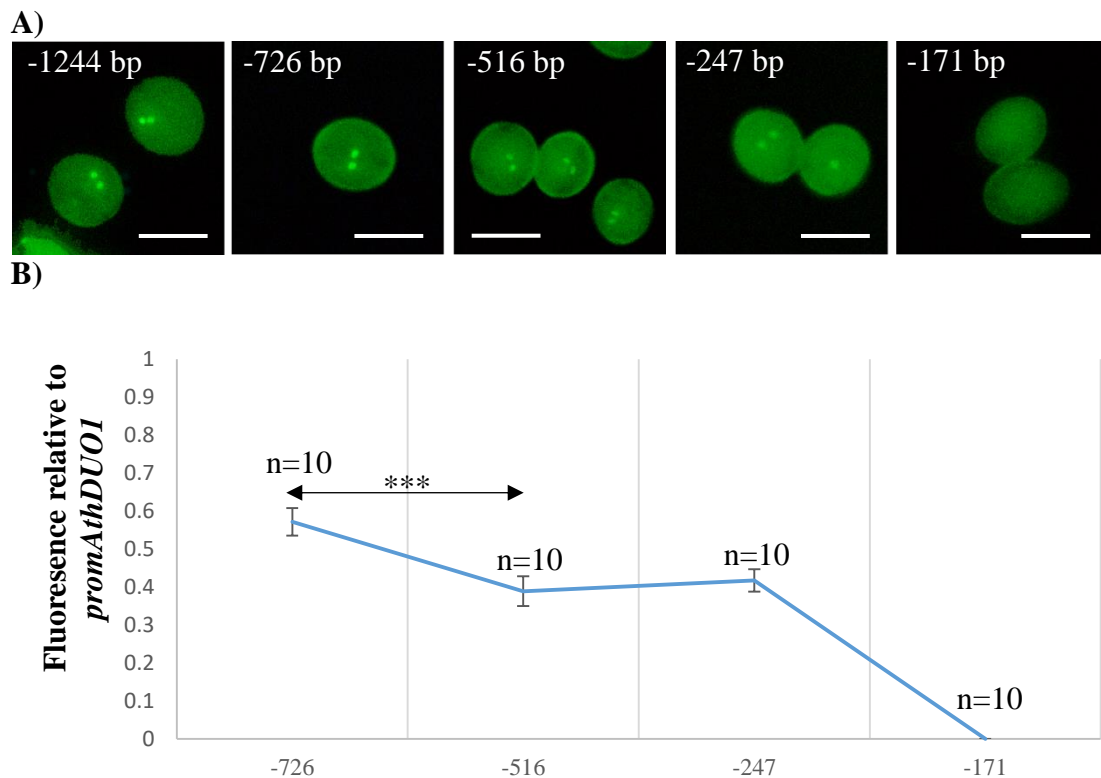 A)
-1244 bp
-726 bp
-516 bp
-247 bp
-171 bp
B)
Fluoresence relative to
promAthDUO1
1
0.9
0.8
0.7
0.6
0.5
0.4
0.3
0.2
0.1
0
n=10
***
n=10
n=10
n=10
-726
-516
-247
-171